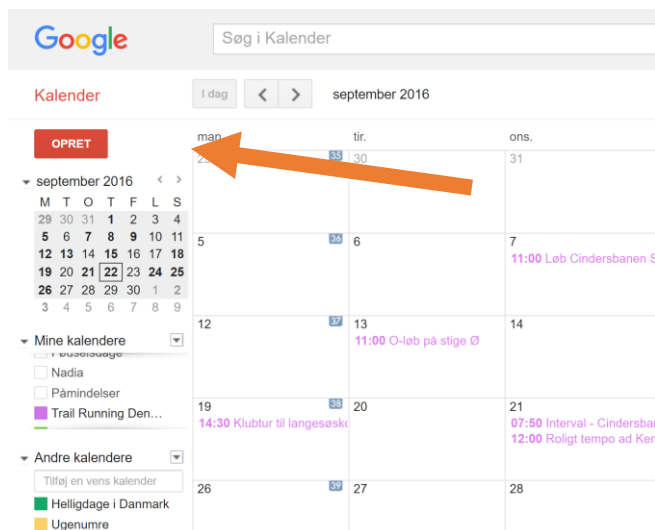 Google
Søg i Kalender
Kalender
I dag
september 2016
OPRET
man.
tir.
ons.
35
30
31
september 2016
M T O T F L S
29 30 31 1 2 3 4
5 6 7 8 9 10 11
12 13 14 15 16 17 18
19 20 21 22 23 24 25
26 27 28 29 30 1 2
3 4 5 6 7 8 9
5
36
6
7
11:00 Løb Cindersbanen S
12
37
13
11:00 O-løb på stige Ø
14
Mine kalendere
Fødselsdage
Nadia
Påmindelser
Trail Running Den…
19
38
14:30 Klubtur til langesøsk
20
21
07:50 Interval - Cindersba
12:00 Roligt tempo ad Ker
Andre kalendere
Tilføj en vens kalender
Helligdage i Danmark
Ugenumre
26
39
27
28